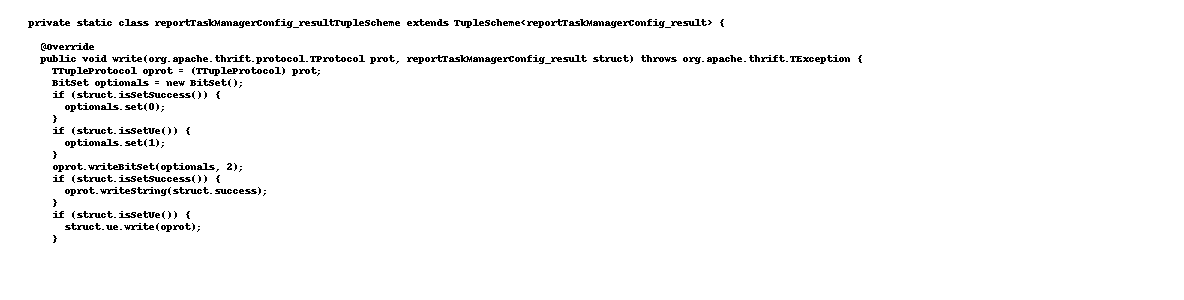 private static class reportTaskManagerConfig_resultTupleScheme extends TupleScheme<reportTaskManagerConfig_result> {
@Override
public void write(org.apache.thrift.protocol.TProtocol prot, reportTaskManagerConfig_result struct) throws org.apache.thrift.TException {
TTupleProtocol oprot = (TTupleProtocol) prot;
BitSet optionals = new BitSet();
if (struct.isSetSuccess()) {
optionals.set(0);
}
if (struct.isSetUe()) {
optionals.set(1);
}
oprot.writeBitSet(optionals, 2);
if (struct.isSetSuccess()) {
oprot.writeString(struct.success);
}
if (struct.isSetUe()) {
struct.ue.write(oprot);
}